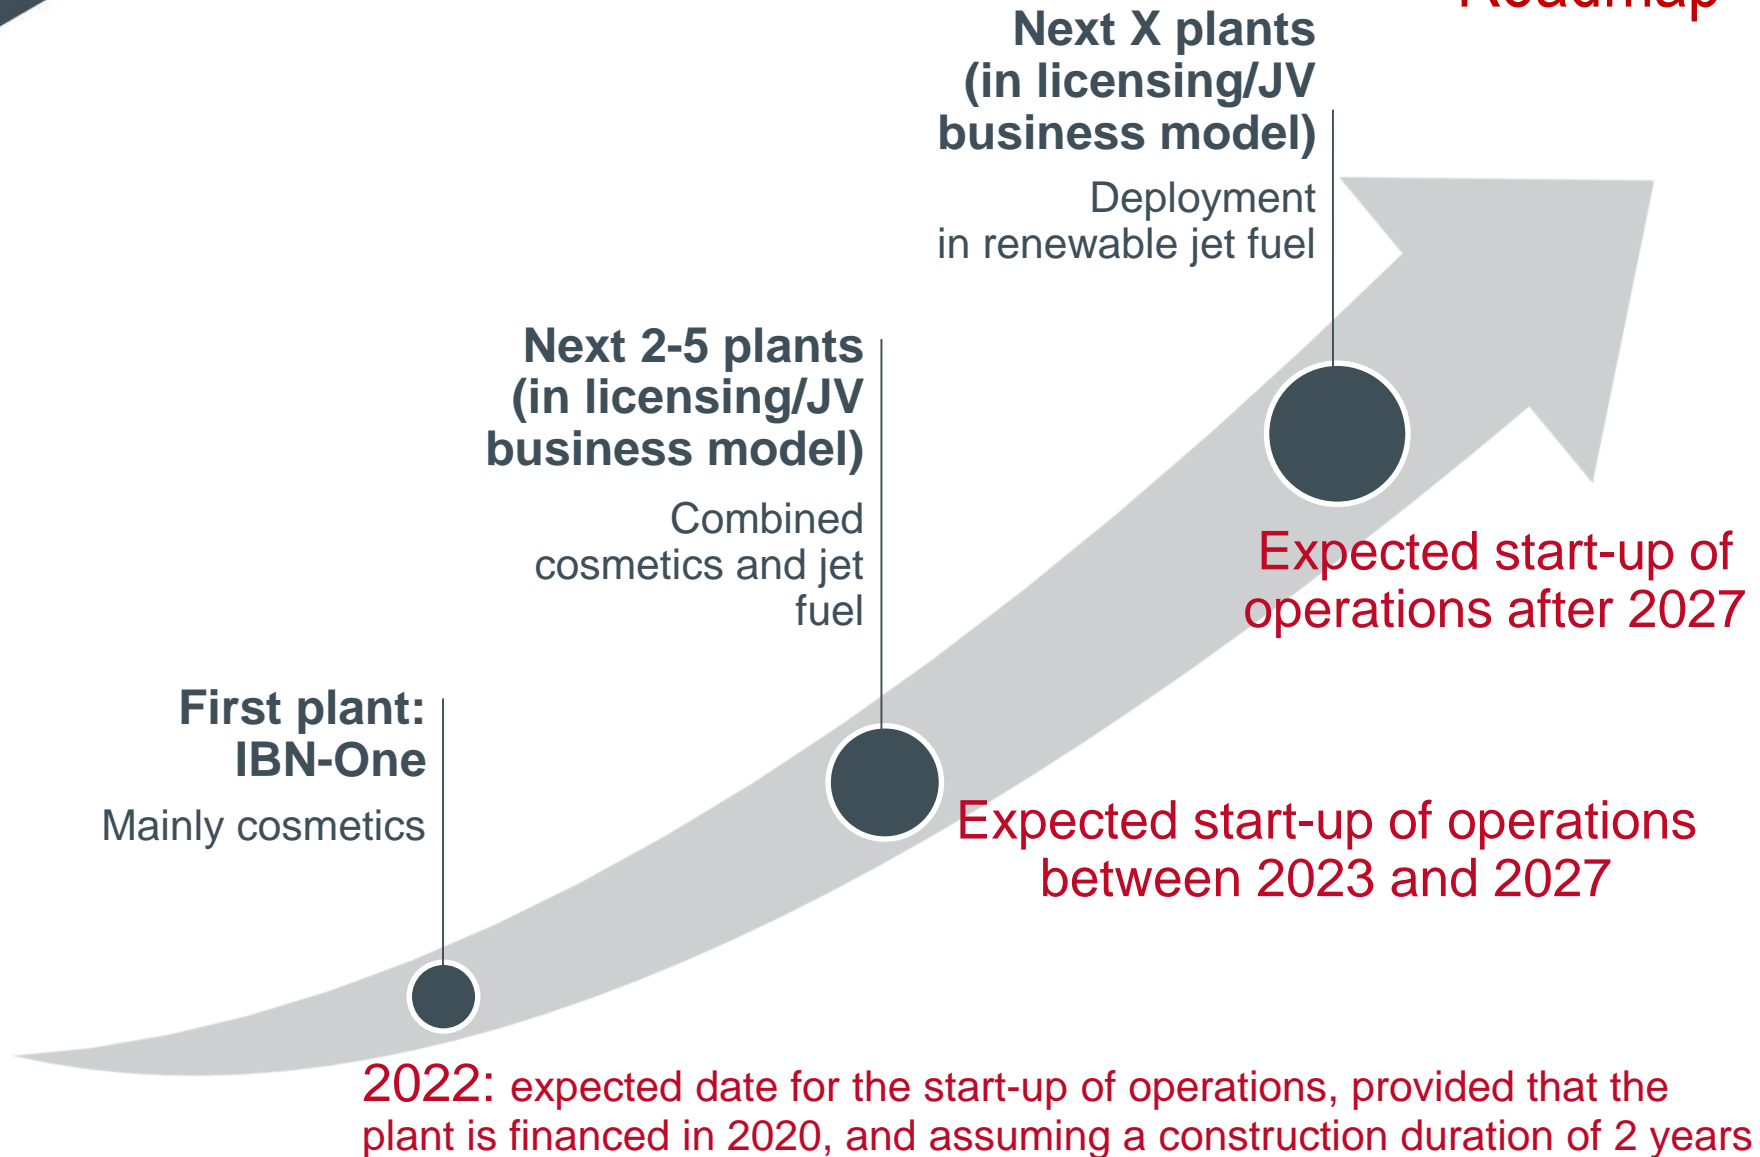 Roadmap
Next X plants
(in licensing/JV
business model)
Deployment
in renewable jet fuel
Next 2-5 plants
(in licensing/JV
business model)
Combined
cosmetics and jet
fuel
Expected start-up of
operations after 2027
First plant:
IBN-One
Mainly cosmetics
Expected start-up of operations
between 2023 and 2027
2022: expected date for the start-up of operations, provided that the
plant is financed in 2020, and assuming a construction duration of 2 years